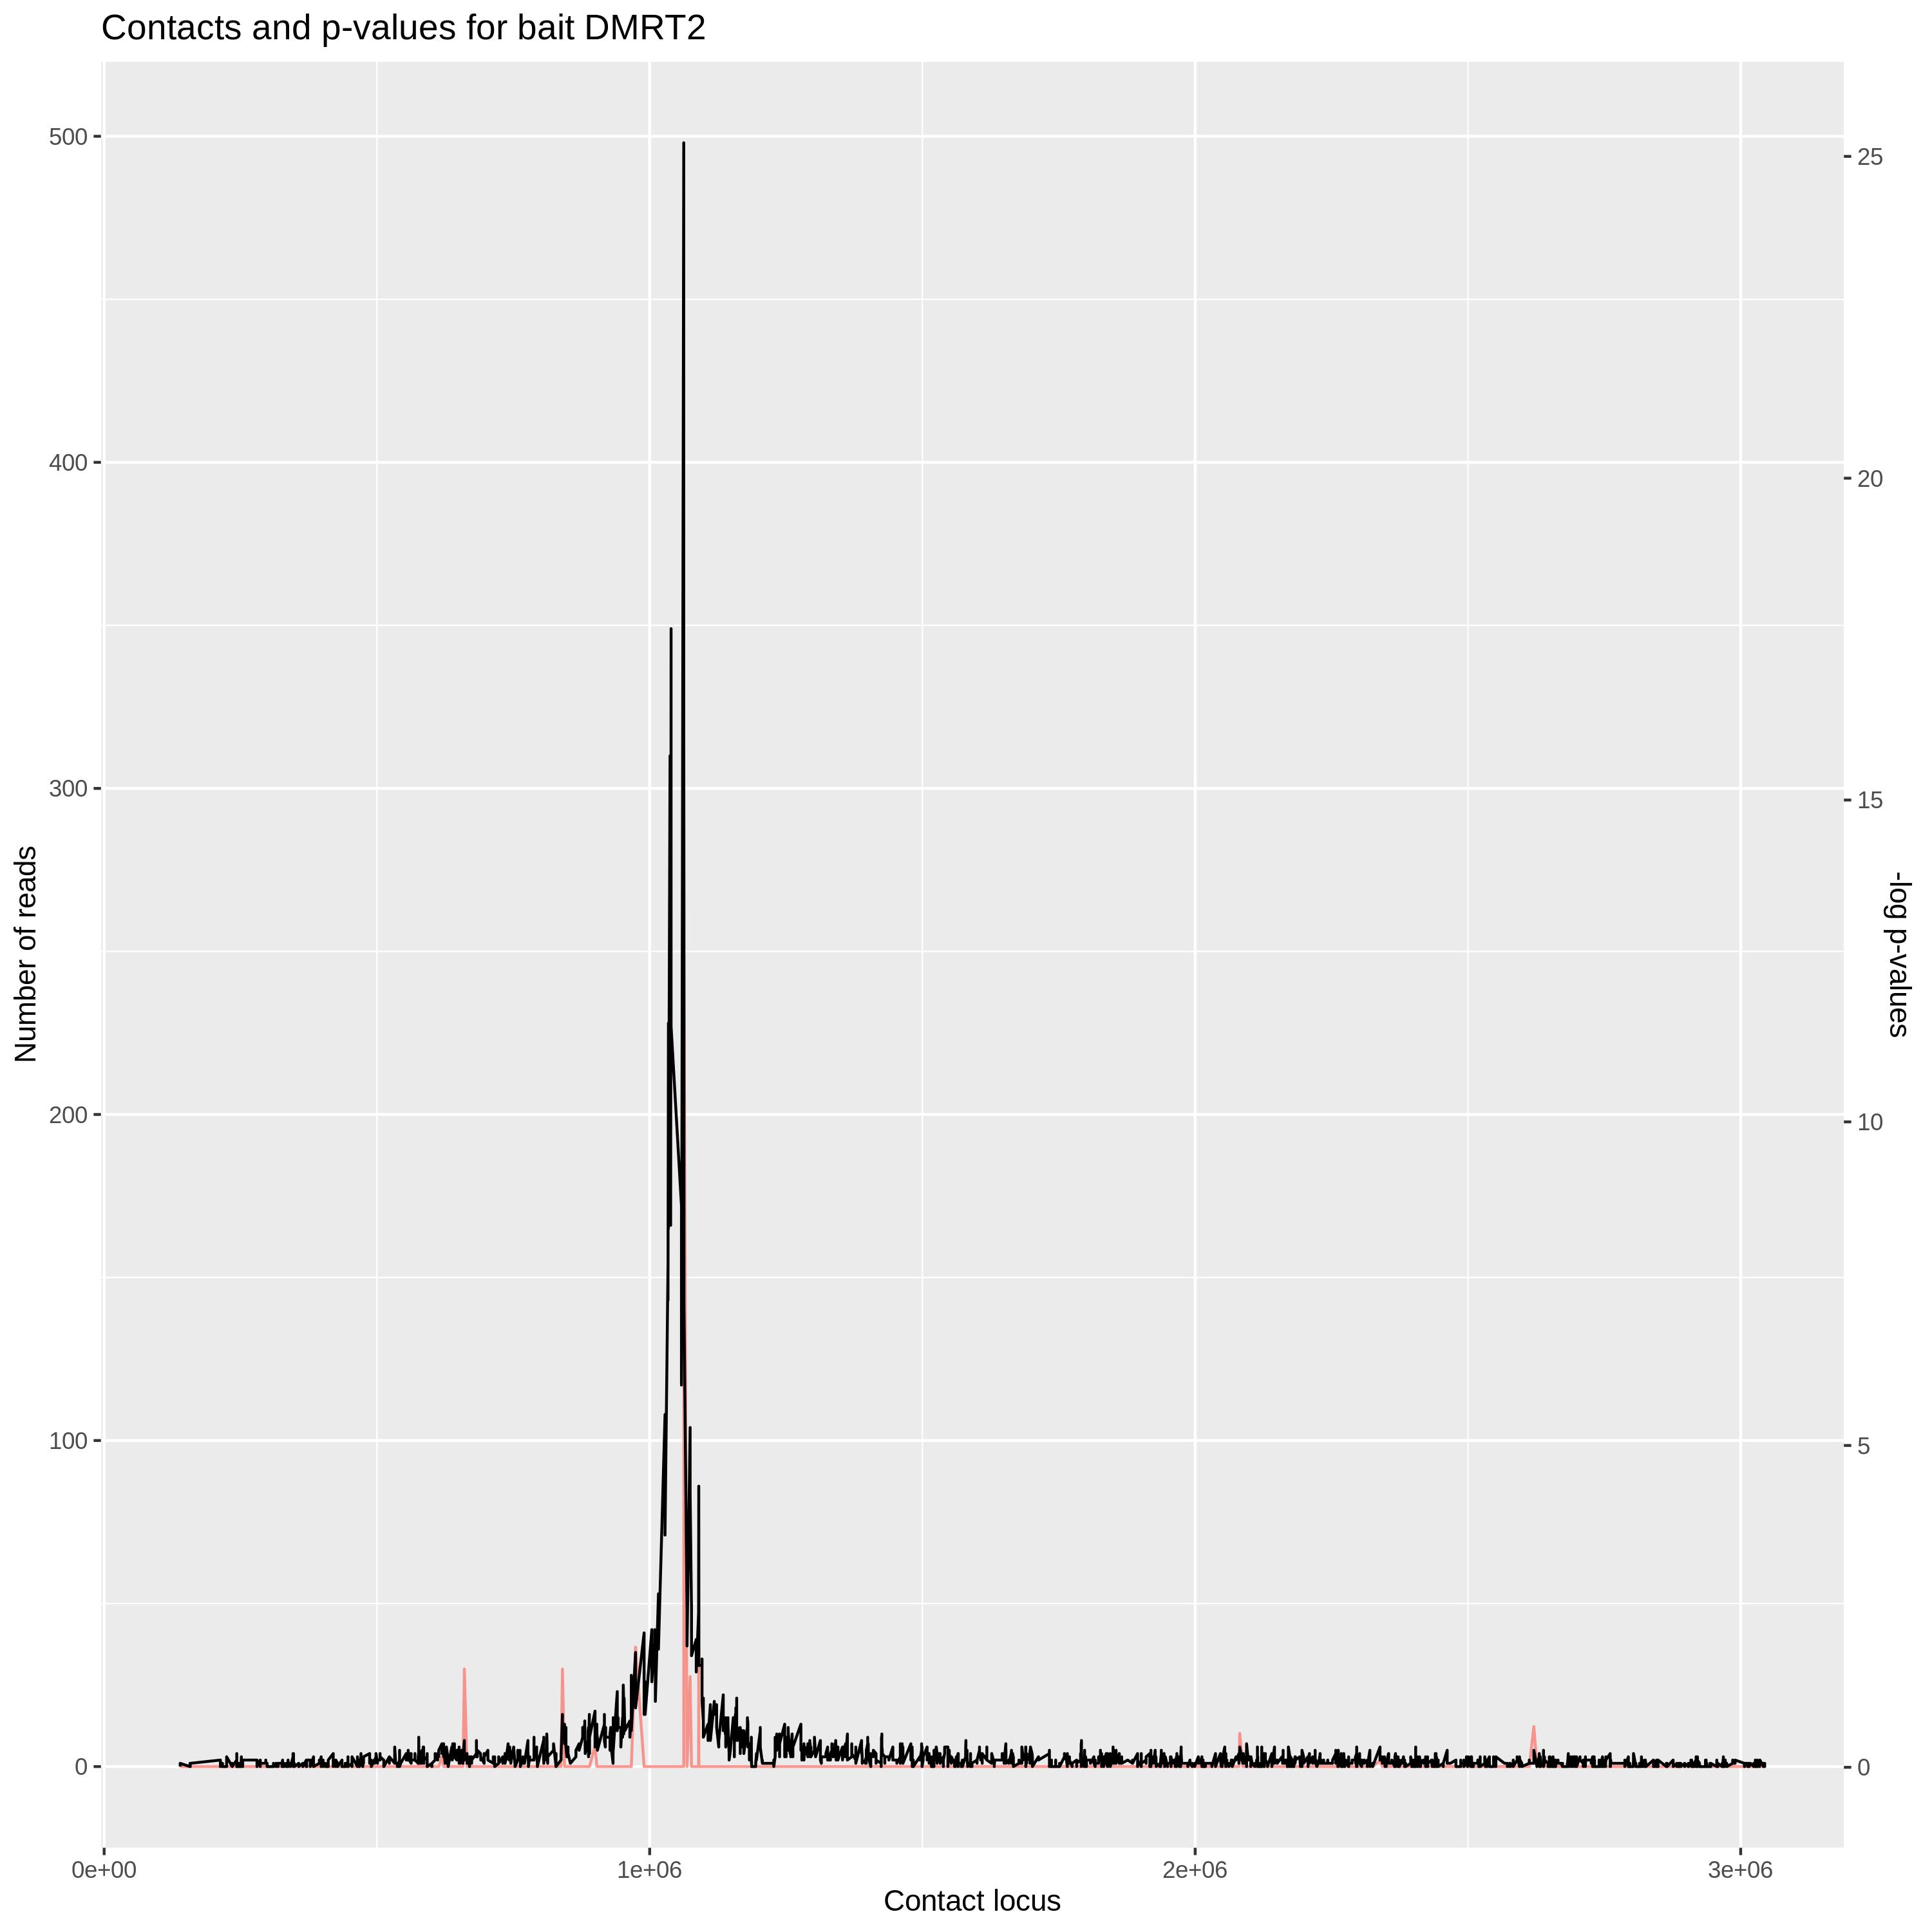 Contacts and p-values for bait DMRT2
500
400
300
200
100
0
Number of reads
25
20
15
10
5
0
-log p-values
0e+00
1e+06
2e+06
3e+06
Contact locus